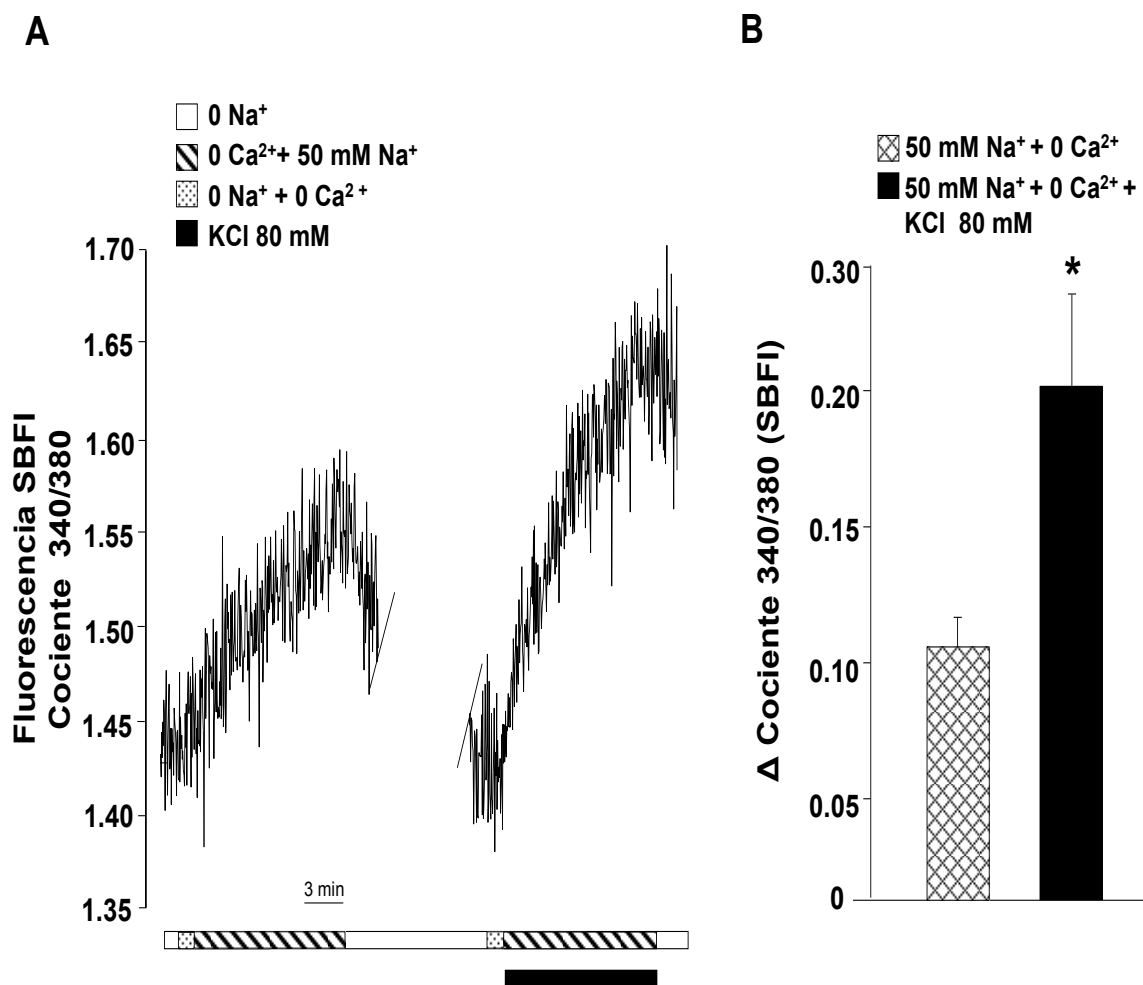 A
0 Na⁺
0 Ca²⁺+ 50 mM Na⁺
0 Na⁺ + 0 Ca²⁺
KCl 80 mM
Fluorescencia SBFI
Cociente 340/380
1.70
1.65
1.60
1.55
1.50
1.45
1.40
1.35
3 min
B
50 mM Na⁺ + 0 Ca²⁺
50 mM Na⁺ + 0 Ca²⁺ +
KCl 80 mM
Δ Cociente 340/380 (SBFI)
0.30
0.20
0.15
0.10
0.05
0
*